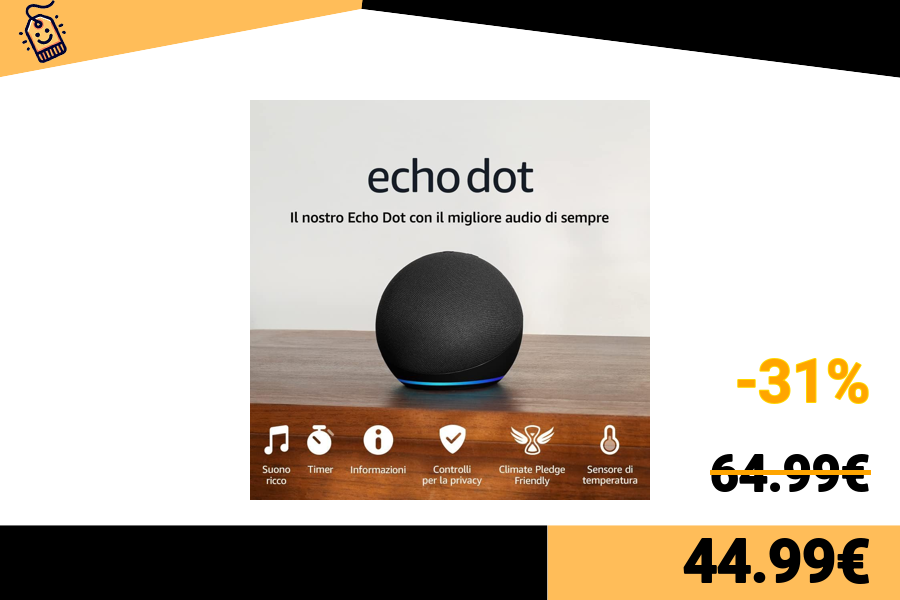 echo dot
Il nostro Echo Dot con il migliore audio di sempre
Suono
ricco
Timer
Informazioni
Controlli
per la privacy
Climate Pledge
Friendly
Sensore di
temperatura
-31%
64.99€
44.99€